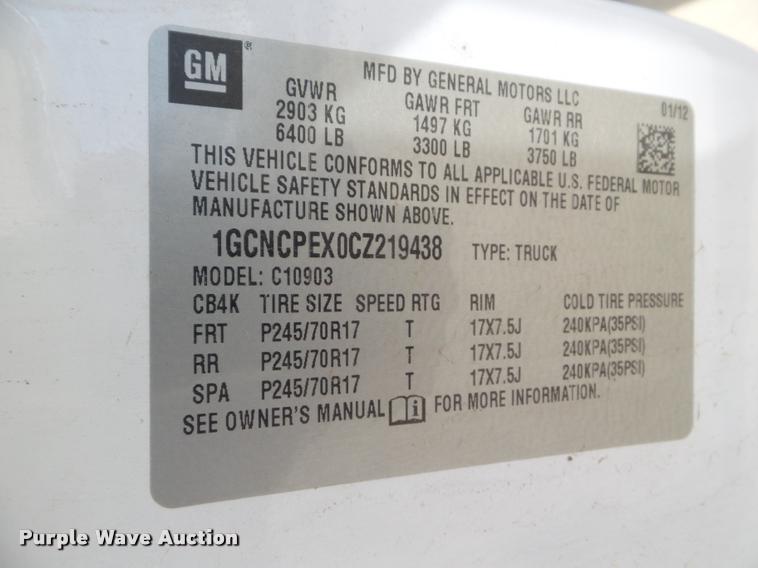 GM ®
MFD BY GENERAL MOTORS LLC
01/12
GVWR GAWR FRT GAWR RR
2903 KG 1497 KG 1701 KG
6400 LB 3300 LB 3750 LB
THIS VEHICLE CONFORMS TO ALL APPLICABLE U.S. FEDERAL MOTOR
VEHICLE SAFETY STANDARDS IN EFFECT ON THE DATE OF
MANUFACTURE SHOWN ABOVE.
1GCNCPEX0CZ219438 TYPE: TRUCK
MODEL: C10903
CB4K TIRE SIZE SPEED RTG RIM COLD TIRE PRESSURE
FRT P245/70R17 T 17X7.5J 240KPA(35PSI)
RR P245/70R17 T 17X7.5J 240KPA(35PSI)
SPA P245/70R17 T 17X7.5J 240KPA(35PSI)
SEE OWNER'S MANUAL i FOR MORE INFORMATION.
Purple Wave Auction